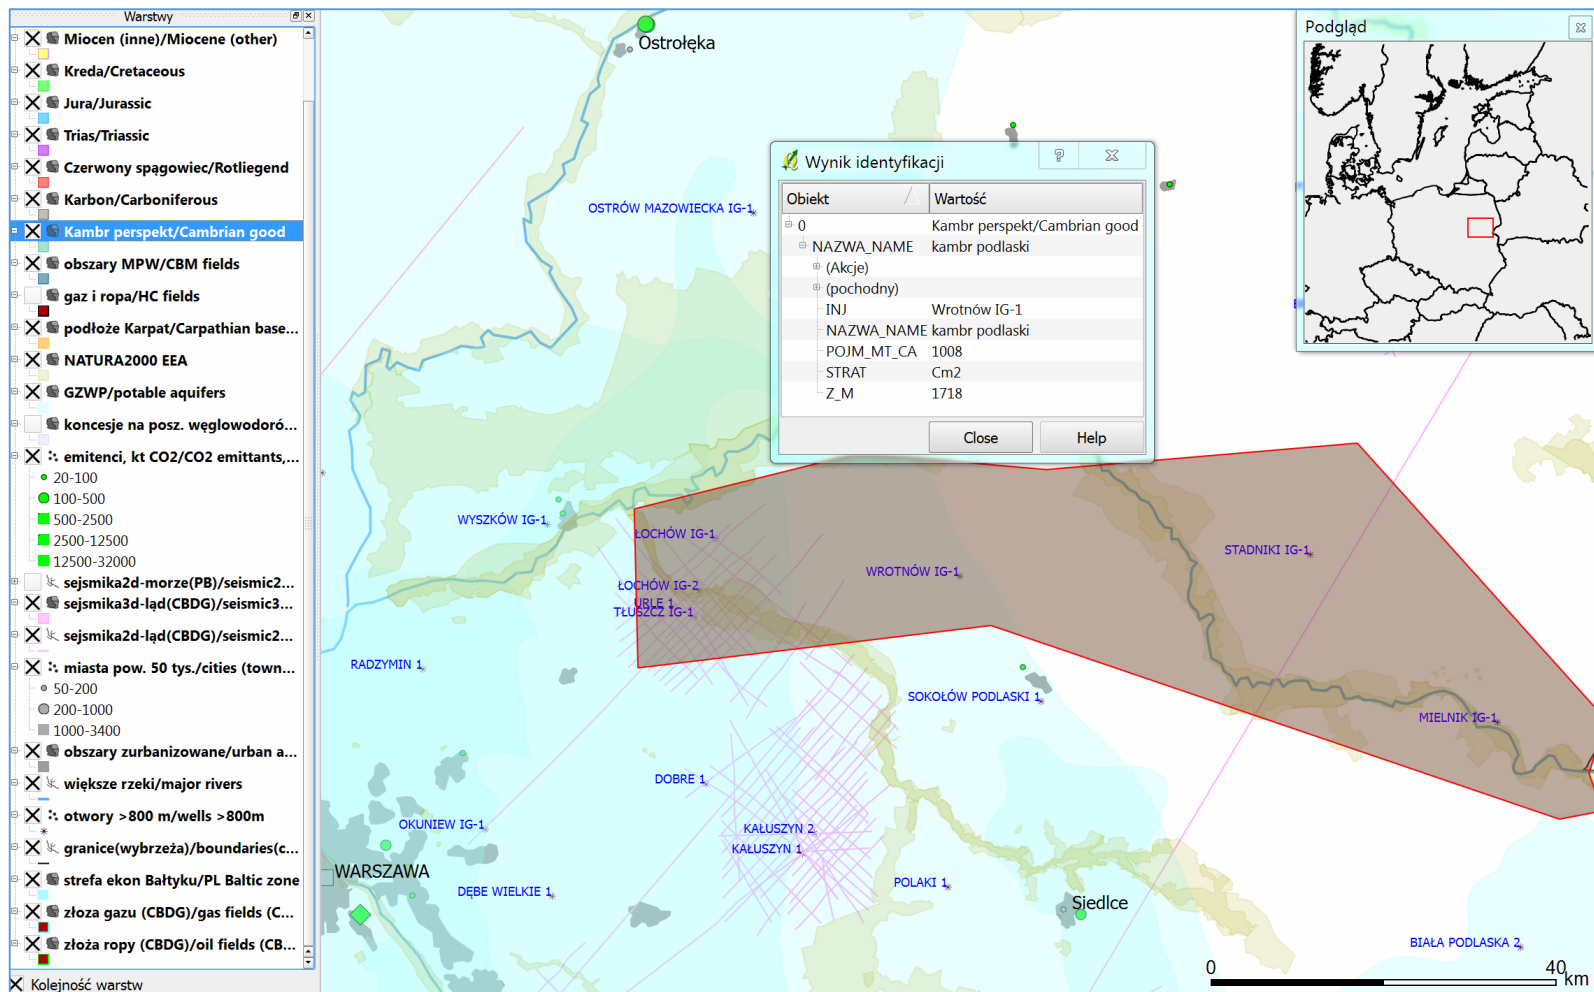 Warstwy
Miocen (inne)/Miocene (other)
Kreda/Cretaceous
Jura/Jurassic
Trias/Triassic
Czerwony spągowiec/Rotliegend
Karbon/Carboniferous
Kambr perspekt/Cambrian good
obszary MPW/CBM fields
gaz i ropa/HC fields
podłoże Karpat/Carpathian base...
NATURA2000 EEA
GZWP/potable aquifers
koncesje na posz. węglowodoró...
emitenci, kt CO2/CO2 emittants,...
20-100
100-500
500-2500
2500-12500
12500-32000
sejsmika2d-morze(PB)/seismic2...
sejsmika3d-ląd(CBDG)/seismic3...
sejsmika2d-ląd(CBDG)/seismic2...
miasta pow. 50 tys./cities (town...
50-200
200-1000
1000-3400
obszary zurbanizowane/urban a...
większe rzeki/major rivers
otwory >800 m/wells >800m
granice(wybrzeża)/boundaries(c...
strefa ekon Bałtyku/PL Baltic zone
złoza gazu (CBDG)/gas fields (C...
złoża ropy (CBDG)/oil fields (CB...
Kolejność warstw
Ostrołęka
OSTRÓW MAZOWIECKA IG-1
Wynik identyfikacji
Obiekt Wartość
0 Kambr perspekt/Cambrian good
NAZWA_NAME kambr podlaski
(Akcje)
(pochodny)
INJ Wrotnów IG-1
NAZWA_NAME kambr podlaski
POJM_MT_CA 1008
STRAT Cm2
Z_M 1718
Close Help
Podgląd
WYSZKÓW IG-1
ŁOCHÓW IG-1
STADNIKI IG-1
WROTNÓW IG-1
ŁOCHÓW IG-2
URLE 1
TŁUSZCZ IG-1
RADZYMIN 1
SOKOŁÓW PODLASKI 1
MIELNIK IG-1
DOBRE 1
OKUNIEW IG-1
KAŁUSZYN 2
KAŁUSZYN 1
WARSZAWA
DĘBE WIELKIE 1
POLAKI 1
Siedlce
BIAŁA PODLASKA 2
0 40 km